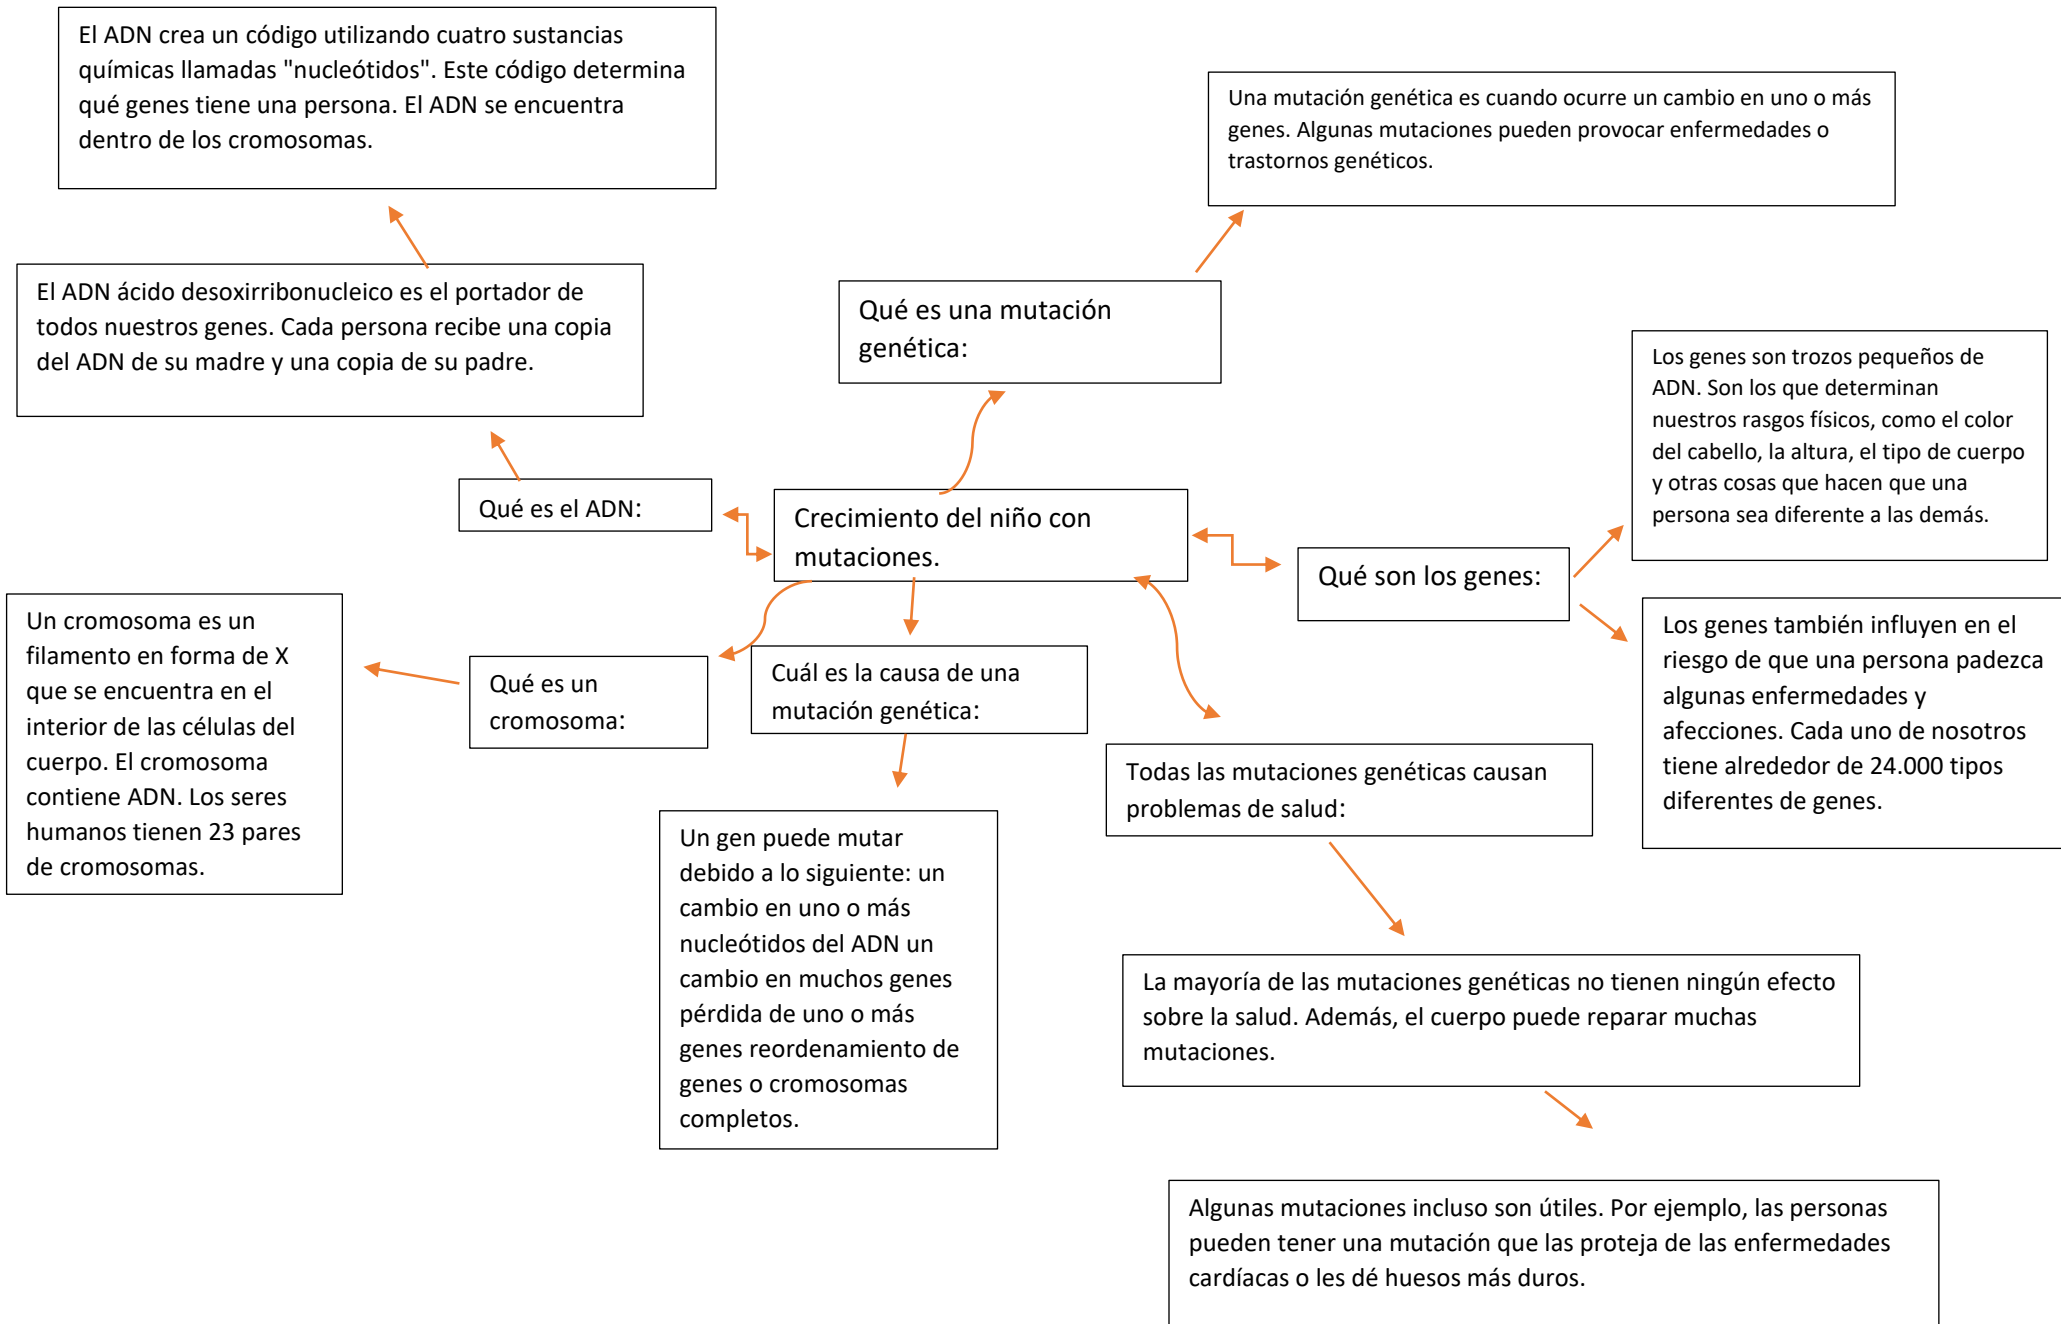 El ADN crea un código utilizando cuatro sustancias
químicas llamadas "nucleótidos". Este código determina
qué genes tiene una persona. El ADN se encuentra
dentro de los cromosomas.
Una mutación genética es cuando ocurre un cambio en uno o más
genes. Algunas mutaciones pueden provocar enfermedades o
trastornos genéticos.
El ADN ácido desoxirribonucleico es el portador de
todos nuestros genes. Cada persona recibe una copia
del ADN de su madre y una copia de su padre.
Qué es una mutación
genética:
Los genes son trozos pequeños de
ADN. Son los que determinan
nuestros rasgos físicos, como el color
del cabello, la altura, el tipo de cuerpo
y otras cosas que hacen que una
persona sea diferente a las demás.
Qué es el ADN:
Crecimiento del niño con
mutaciones.
Qué son los genes:
Un cromosoma es un
filamento en forma de X
que se encuentra en el
interior de las células del
cuerpo. El cromosoma
contiene ADN. Los seres
humanos tienen 23 pares
de cromosomas.
Qué es un
cromosoma:
Cuál es la causa de una
mutación genética:
Los genes también influyen en el
riesgo de que una persona padezca
algunas enfermedades y
afecciones. Cada uno de nosotros
tiene alrededor de 24.000 tipos
diferentes de genes.
Todas las mutaciones genéticas causan
problemas de salud:
Un gen puede mutar
debido a lo siguiente: un
cambio en uno o más
nucleótidos del ADN un
cambio en muchos genes
pérdida de uno o más
genes reordenamiento de
genes o cromosomas
completos.
La mayoría de las mutaciones genéticas no tienen ningún efecto
sobre la salud. Además, el cuerpo puede reparar muchas
mutaciones.
Algunas mutaciones incluso son útiles. Por ejemplo, las personas
pueden tener una mutación que las proteja de las enfermedades
cardíacas o les dé huesos más duros.